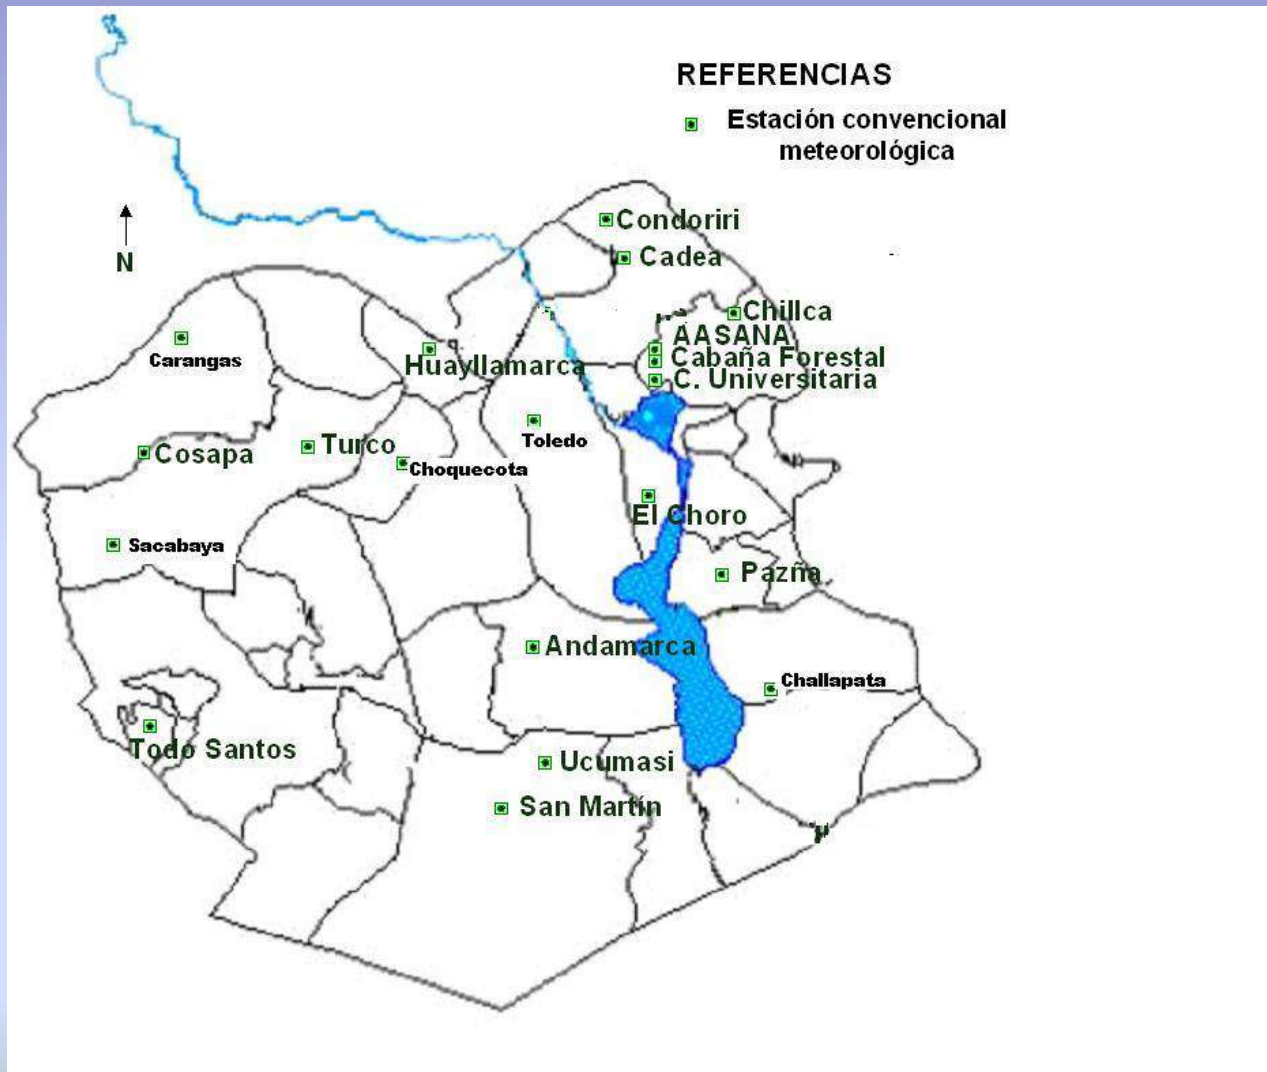 REFERENCIAS
Estación convencional
meteorológica
N
Condoriri
Cadea
Chillca
AASANA
Cabaña Forestal
C. Universitaria
Carangas
Huayllamarca
Toledo
Turco
Cosapa
Choquecota
El Choro
Sacabaya
Pazña
Andamarca
Challapata
Todo Santos
Ucumasi
San Martín